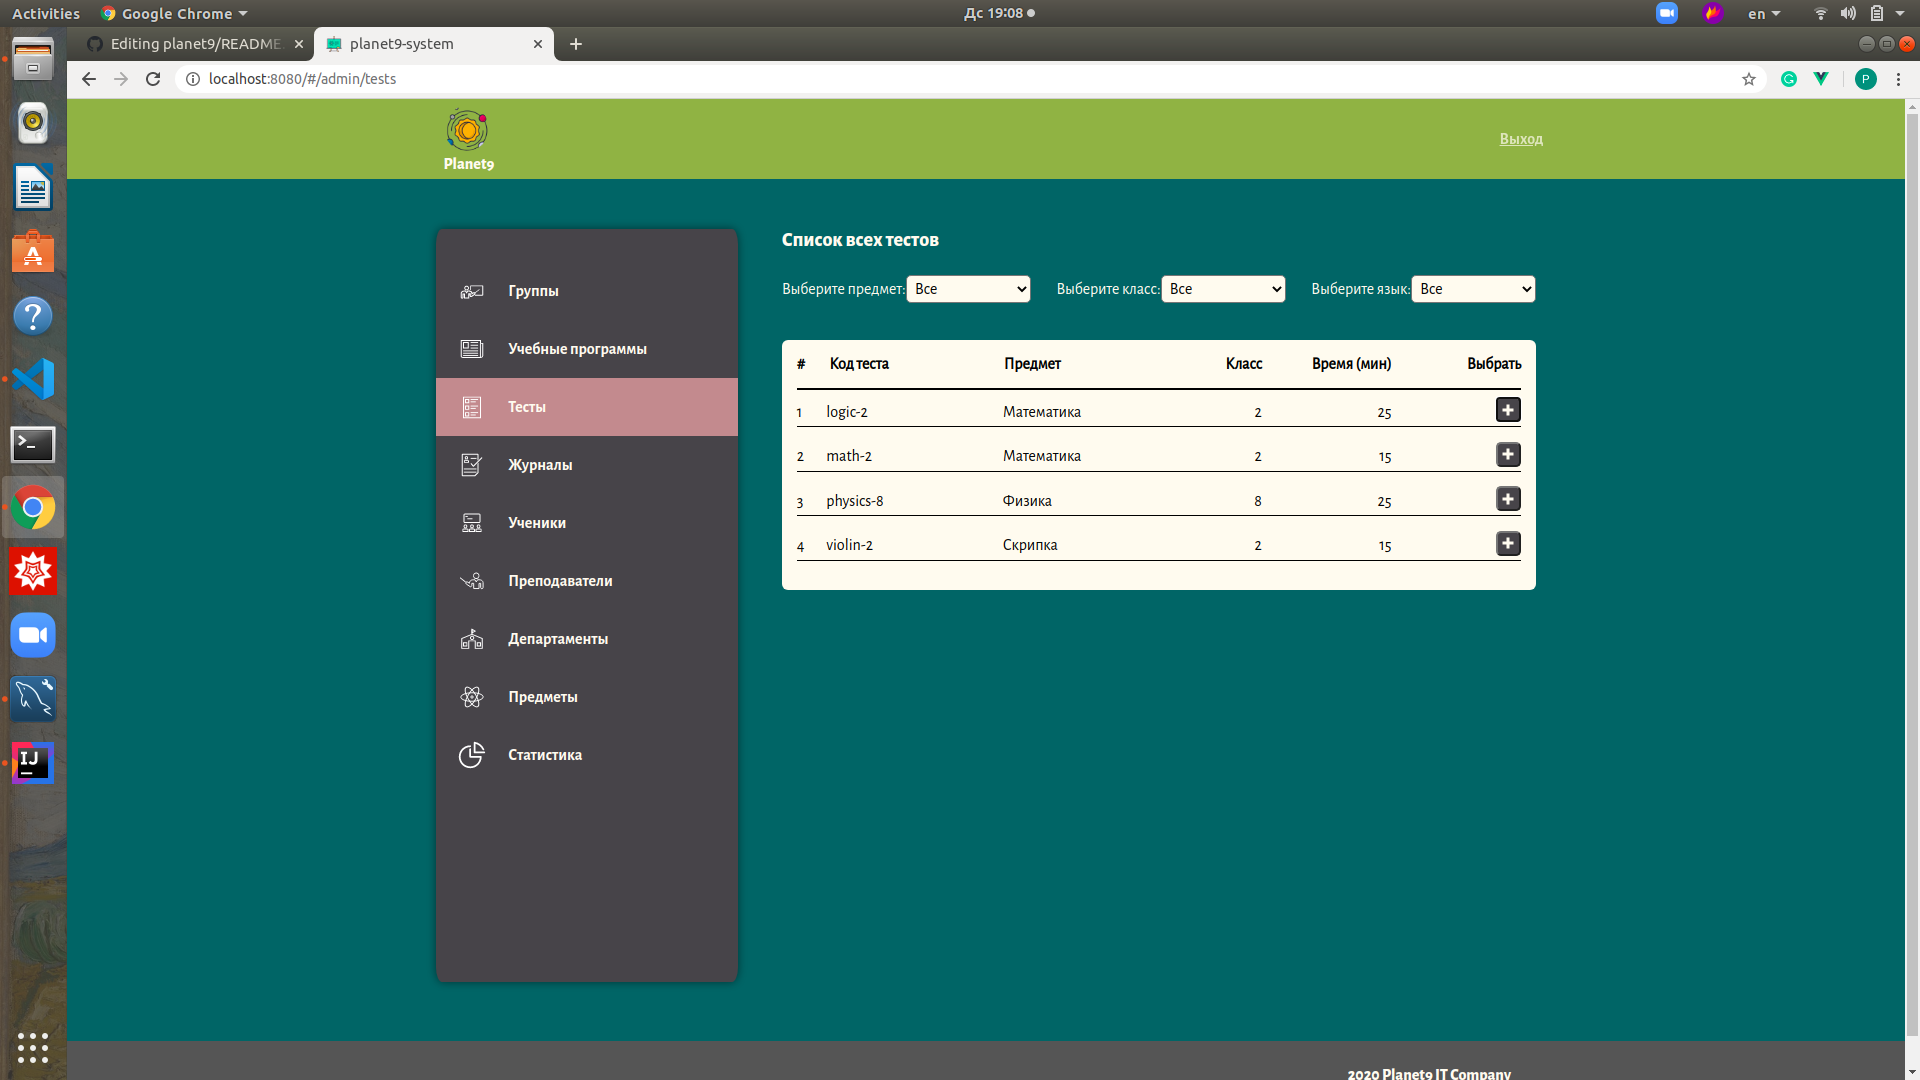 Activities
Google Chrome
Дс 19:08
en
Editing planet9/README.
planet9-system
localhost:8080/#/admin/tests
P
Planet9
Выход
Группы
Учебные программы
Тесты
Журналы
Ученики
Преподаватели
Департаменты
Предметы
Статистика
Список всех тестов
Выберите предмет: Все
Выберите класс: Все
Выберите язык: Все
# Код теста Предмет Класс Время (мин) Выбрать
1 logic-2 Математика 2 25
2 math-2 Математика 2 15
3 physics-8 Физика 8 25
4 violin-2 Скрипка 2 15
2020 Planet9 IT Company